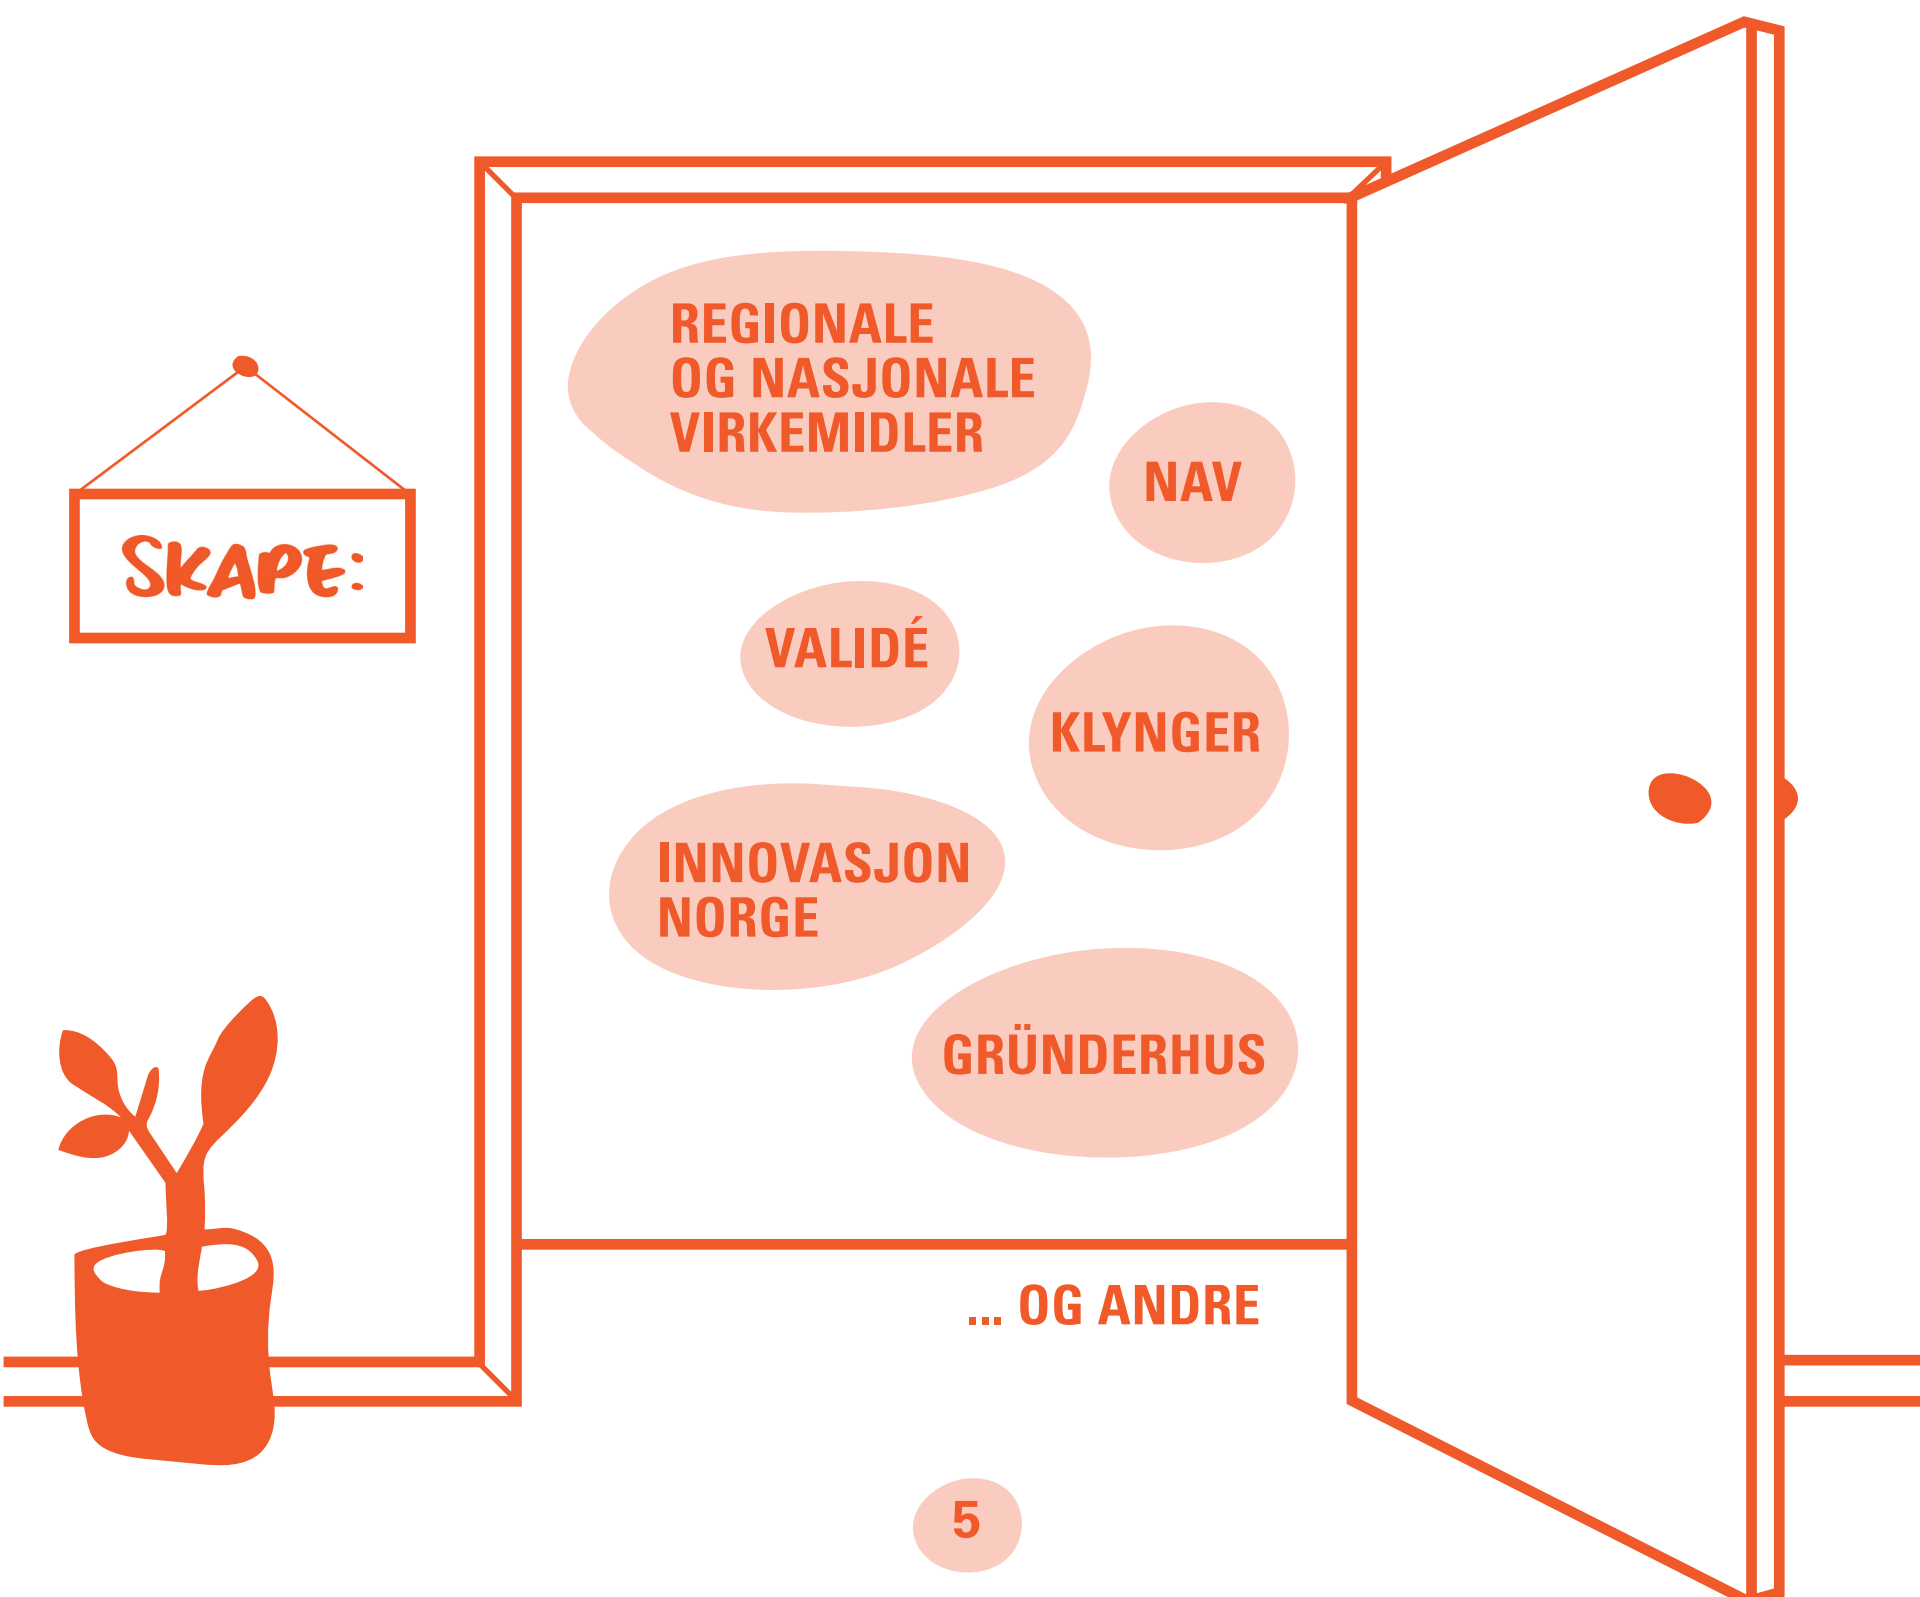 SKAPE:
REGIONALE
OG NASJONALE
VIRKEMIDLER
NAV
VALIDÉ
KLYNGER
INNOVASJON
NORGE
GRÜNDERHUS
... OG ANDRE
5